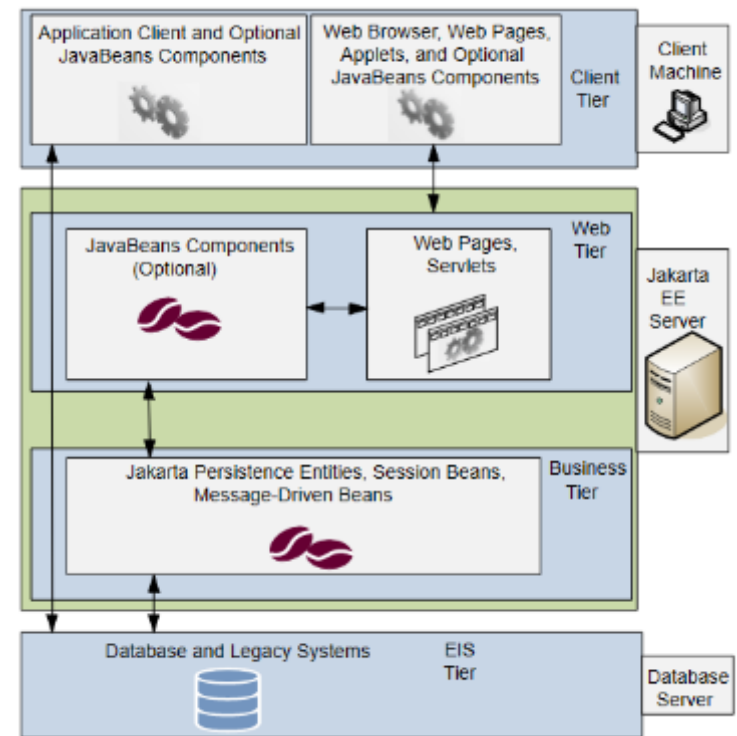 Application Client and Optional
JavaBeans Components
Web Browser, Web Pages,
Applets, and Optional
JavaBeans Components
Client
Tier
Client
Machine
Web
Tier
JavaBeans Components
(Optional)
Web Pages,
Servlets
Jakarta
EE
Server
Jakarta Persistence Entities, Session Beans,
Message-Driven Beans
Business
Tier
Database and Legacy Systems
EIS
Tier
Database
Server